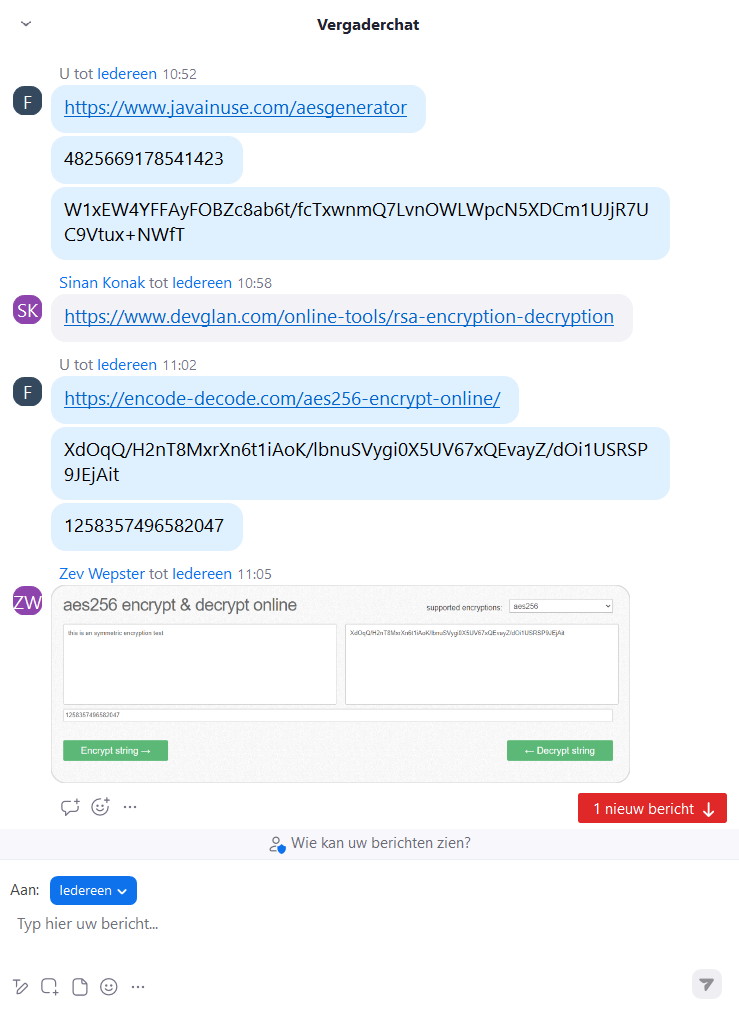 Vergaderchat
U tot Iedereen 10:52
F
https://www.javainuse.com/aesgenerator
4825669178541423
W1xEW4YFFAyFOBZc8ab6t/fcTxwnmQ7LvnOWLWpcN5XDCm1UJjR7U
C9Vtux+NWfT
Sinan Konak tot Iedereen 10:58
SK
https://www.devglan.com/online-tools/rsa-encryption-decryption
U tot Iedereen 11:02
F
https://encode-decode.com/aes256-encrypt-online/
XdOqQ/H2nT8MxrXn6t1iAoK/lbnuSVygi0X5UV67xQEvayZ/dOi1USRSP
9JEjAit
1258357496582047
Zev Wepster tot Iedereen 11:05
ZW
aes256 encrypt & decrypt online
supported encryptions: aes256
this is an symmetric encryption test
XdOqQ/H2nT8MxrXn6t1iAoK/lbnuSVygi0X5UV67xQEvayZ/dOi1USRSP9JEjAit
1258357496582047
Encrypt string →
← Decrypt string
1 nieuw bericht
Wie kan uw berichten zien?
Aan: Iedereen
Typ hier uw bericht...